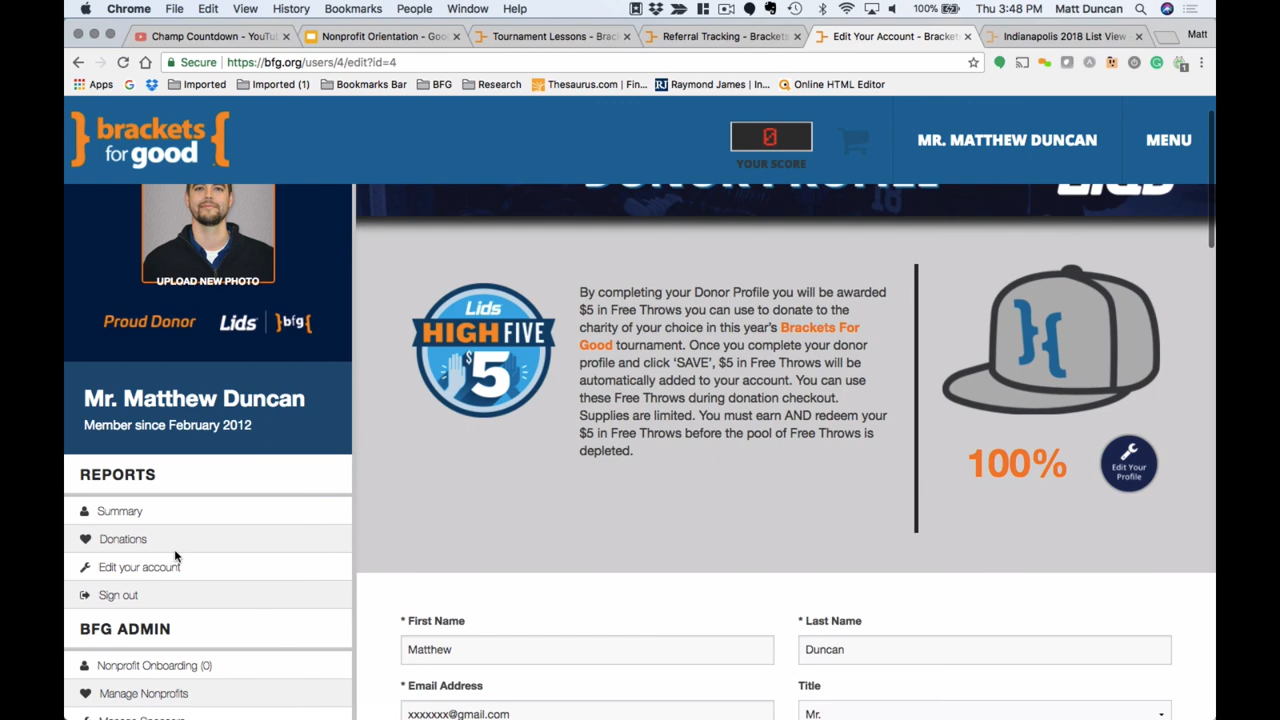 Chrome File Edit View History Bookmarks People Window Help 100% Thu 3:48 PM Matt Duncan
Champ Countdown - YouTu
Nonprofit Orientation - Goo
Tournament Lessons - Brac
Referral Tracking - Brackets
Edit Your Account - Bracket
Indianapolis 2018 List View
Matt
Secure https://bfg.org/users/4/edit?id=4
Apps Imported Imported (1) Bookmarks Bar BFG Research Thesaurus.com | Fin... RJ Raymond James | In... Online HTML Editor
brackets
for good
0
YOUR SCORE
MR. MATTHEW DUNCAN
MENU
DONOR PROFILE
UPLOAD NEW PHOTO
Proud Donor Lids bfg
Mr. Matthew Duncan
Member since February 2012
REPORTS
Summary
Donations
Edit your account
Sign out
BFG ADMIN
Nonprofit Onboarding (0)
Manage Nonprofits
Lids
HIGH FIVE
$5
By completing your Donor Profile you will be awarded
$5 in Free Throws you can use to donate to the
charity of your choice in this year's Brackets For
Good tournament. Once you complete your donor
profile and click 'SAVE', $5 in Free Throws will be
automatically added to your account. You can use
these Free Throws during donation checkout.
Supplies are limited. You must earn AND redeem your
$5 in Free Throws before the pool of Free Throws is
depleted.
100%
Edit Your
Profile
* First Name
Matthew
* Last Name
Duncan
* Email Address
xxxxxxx@gmail.com
Title
Mr.